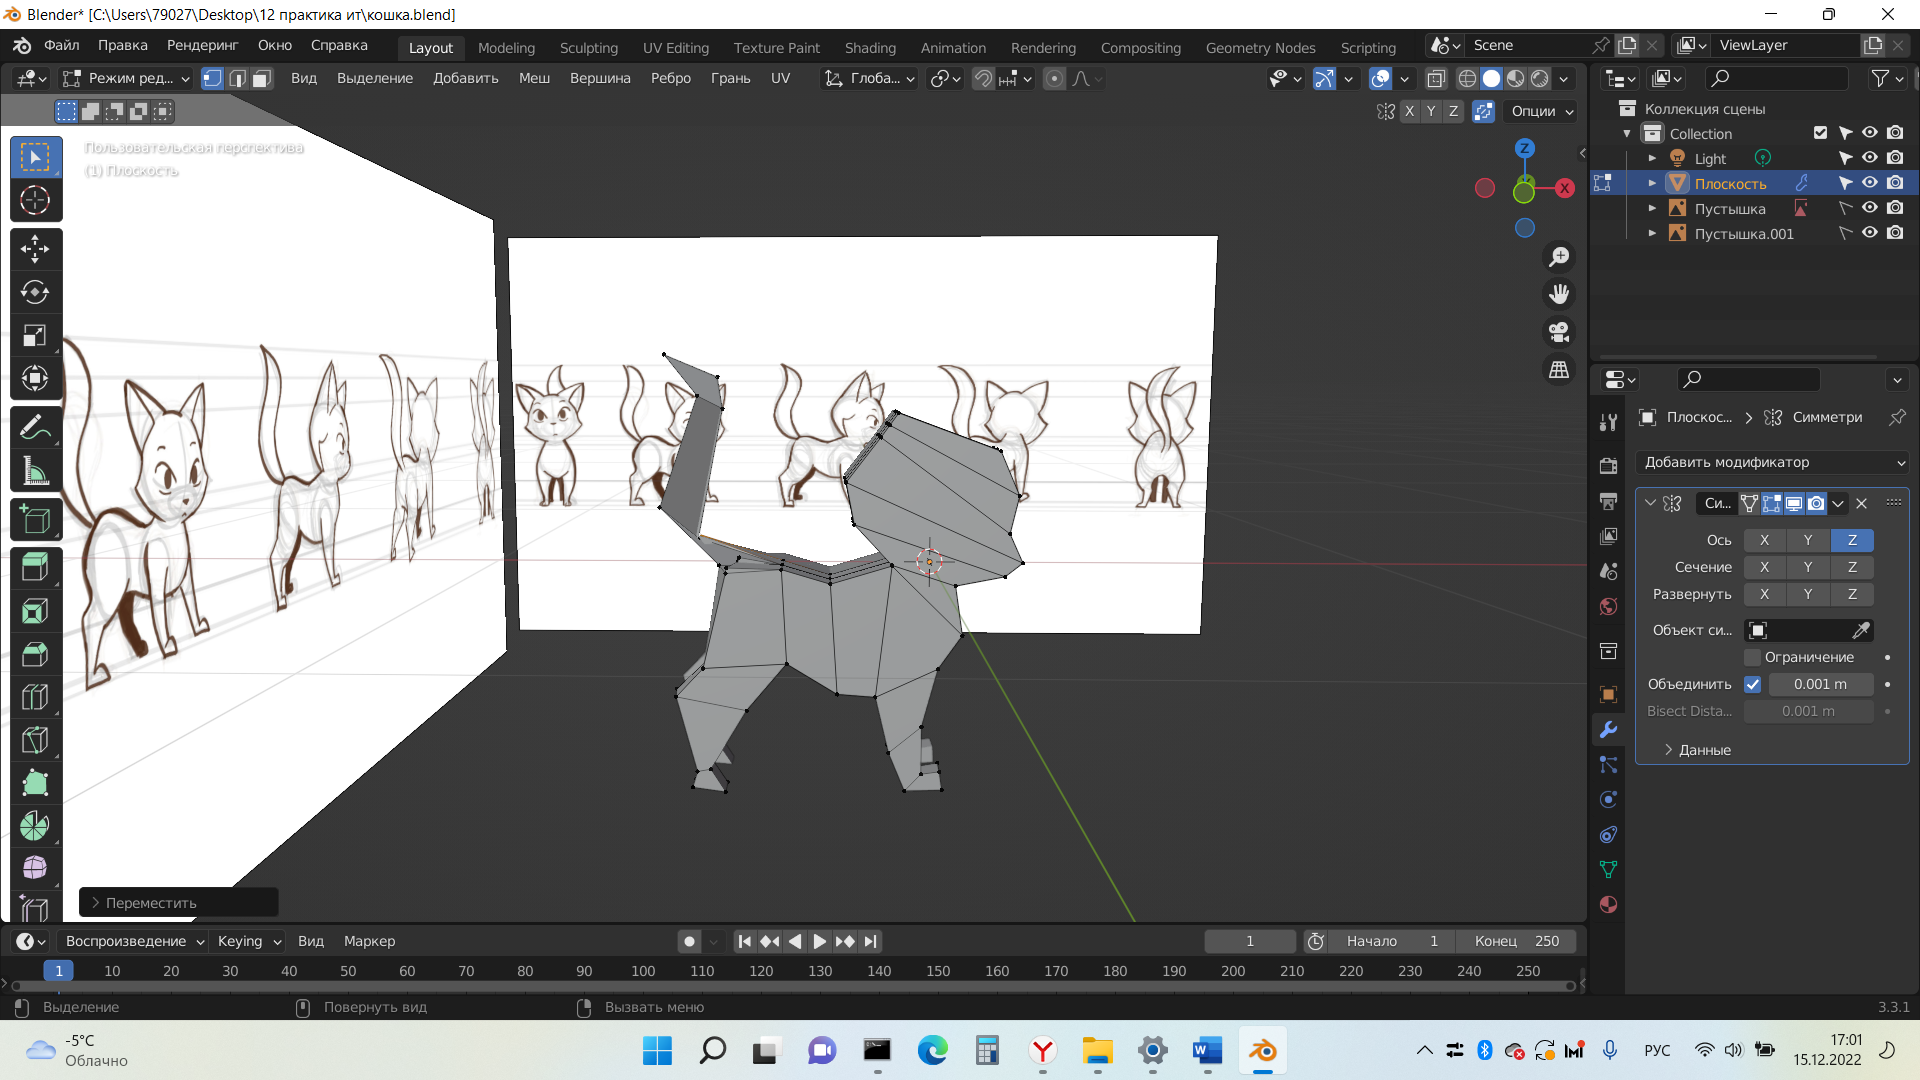 Blender* [C:\Users\79027\Desktop\12 практика ит\кошка.blend]
Файл Правка Рендеринг Окно Справка Layout Modeling Sculpting UV Editing Texture Paint Shading Animation Rendering Compositing Geometry Nodes Scripting Scene ViewLayer
Режим ред... Вид Выделение Добавить Меш Вершина Ребро Грань UV Глоба...
X Y Z Опции
Пользовательская перспектива
(1) Плоскость
Z
X
Коллекция сцены
Collection
Light
Плоскость
Пустышка
Пустышка.001
Плоскос... Симметри
Добавить модификатор
Си...
Ось X Y Z
Сечение X Y Z
Развернуть X Y Z
Объект си...
Ограничение
Объединить 0.001 m
Bisect Dista... 0.001 m
Данные
Переместить
Воспроизведение Keying Вид Маркер 1 Начало 1 Конец 250
1 10 20 30 40 50 60 70 80 90 100 110 120 130 140 150 160 170 180 190 200 210 220 230 240 250
Выделение Повернуть вид Вызвать меню 3.3.1
-5°C
Облачно
РУС
17:01
15.12.2022